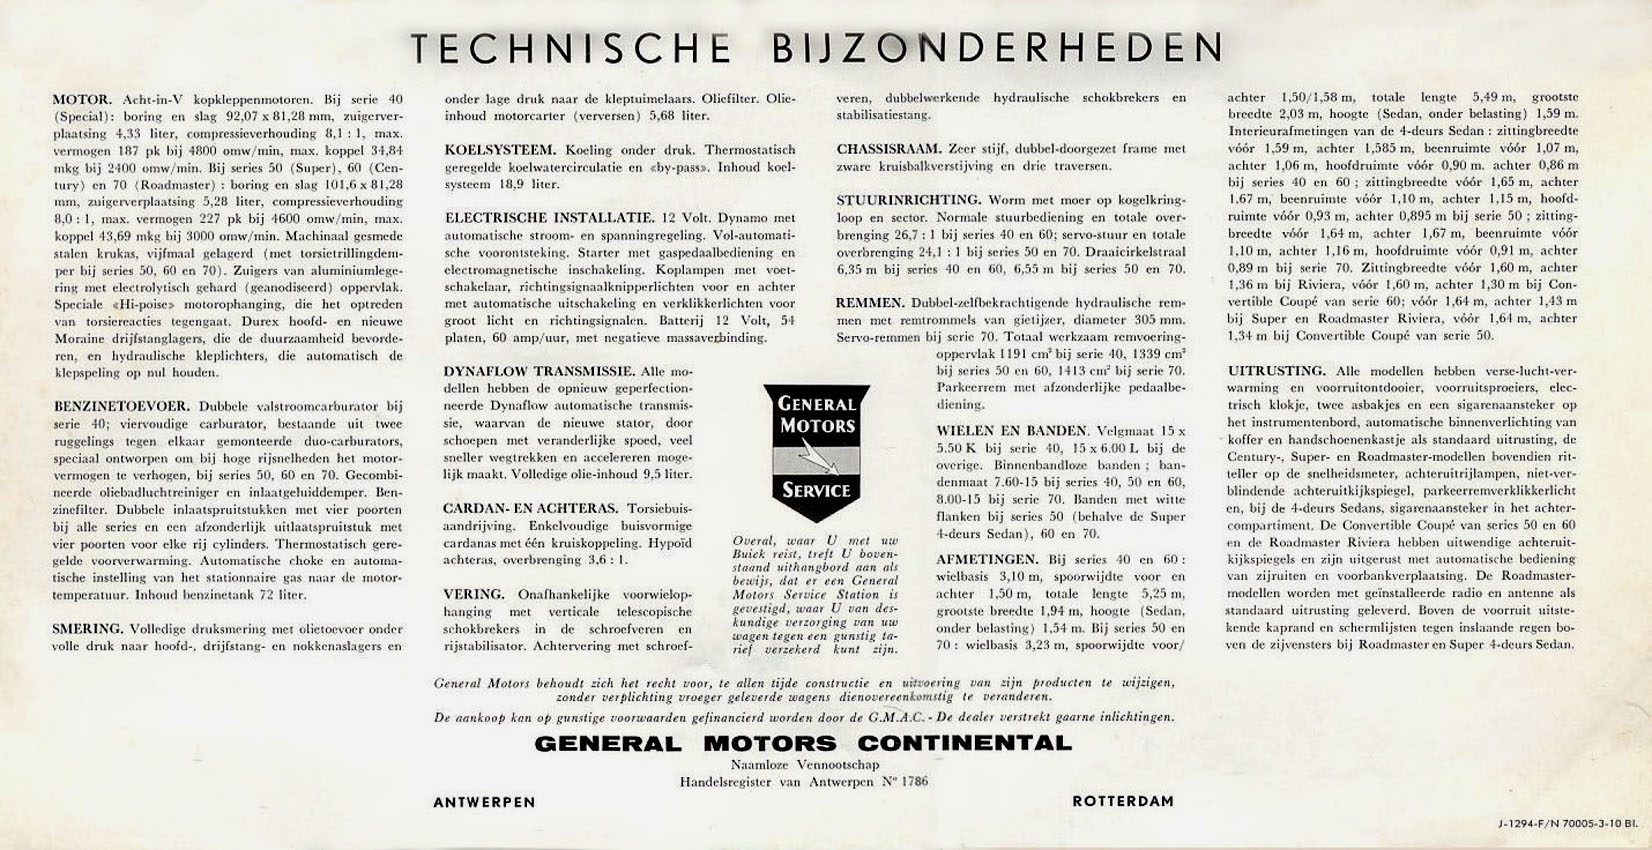 TECHNISCHE BIJZONDERHEDEN
MOTOR. Acht-in-V kopkleppenmotoren. Bij serie 40
(Special): boring en slag 92,07 x 81,28 mm, zuigerver-
plaatsing 4,33 liter, compressieverhouding 8,1 : 1, max.
vermogen 187 pk bij 4800 omw/min, max. koppel 34,84
mkg bij 2400 omw/min. Bij series 50 (Super), 60 (Cen-
tury) en 70 (Roadmaster) : boring en slag 101,6 x 81,28
mm, zuigerverplaatsing 5,28 liter, compressieverhouding
8,0 : 1, max. vermogen 227 pk bij 4600 omw/min, max.
koppel 43,69 mkg bij 3000 omw/min. Machinaal gesmede
stalen krukas, vijfmaal gelagerd (met torsietrillingdem-
per bij series 50, 60 en 70). Zuigers van aluminiumlege-
ring met electrolytisch gehard (geanodiseerd) oppervlak.
Speciale «Hi-poise» motorophanging, die het optreden
van torsiereacties tegengaat. Durex hoofd- en nieuwe
Moraine drijfstanglagers, die de duurzaamheid bevorde-
ren, en hydraulische kleplichters, die automatisch de
klepspeling op nul houden.
BENZINETOEVOER. Dubbele valstroomcarburator bij
serie 40; viervoudige carburator, bestaande uit twee
ruggelings tegen elkaar gemonteerde duo-carburators,
speciaal ontworpen om bij hoge rijsnelheden het motor-
vermogen te verhogen, bij series 50, 60 en 70. Gecombi-
neerde oliebadluchtreiniger en inlaatgeluiddemper. Ben-
zinefilter. Dubbele inlaatspruitstukken met vier poorten
bij alle series en een afzonderlijk uitlaatspruitstuk met
vier poorten voor elke rij cylinders. Thermostatisch gere-
gelde voorverwarming. Automatische choke en automa-
tische instelling van het stationnaire gas naar de motor-
temperatuur. Inhoud benzinetank 72 liter.
SMERING. Volledige druksmering met olietoevoer onder
volle druk naar hoofd-, drijfstang- en nokkenaslagers en
onder lage druk naar de kleptuimelaars. Oliefilter. Olie-
inhoud motorcarter (verversen) 5,68 liter.
KOELSYSTEEM. Koeling onder druk. Thermostatisch
geregelde koelwatercirculatie en «by-pass». Inhoud koel-
systeem 18,9 liter.
ELECTRISCHE INSTALLATIE. 12 Volt. Dynamo met
automatische stroom- en spanningregeling. Vol-automati-
sche voorontsteking. Starter met gaspedaalbediening en
electromagnetische inschakeling. Koplampen met voet-
schakelaar, richtingsignaalknipperlichten voor en achter
met automatische uitschakeling en verklikkerlichten voor
groot licht en richtingsignalen. Batterij 12 Volt, 54
platen, 60 amp/uur, met negatieve massaverbinding.
DYNAFLOW TRANSMISSIE. Alle mo-
dellen hebben de opnieuw geperfection-
neerde Dynaflow automatische transmis-
sie, waarvan de nieuwe stator, door
schoepen met veranderlijke spoed, veel
sneller wegtrekken en accelereren moge-
lijk maakt. Volledige olie-inhoud 9,5 liter.
CARDAN- EN ACHTERAS. Torsiebuis-
aandrijving. Enkelvoudige buisvormige
cardanas met één kruiskoppeling. Hypoïd
achteras, overbrenging 3,6 : 1.
VERING. Onafhankelijke voorwielop-
hanging met verticale telescopische
schokbrekers in de schroefveren en
rijstabilisator. Achtervering met schroef-
GENERAL
MOTORS
SERVICE
Overal, waar U met uw
Buick reist, treft U boven-
staand uithangbord aan als
bewijs, dat er een General
Motors Service Station is
gevestigd, waar U van des-
kundige verzorging van uw
wagen tegen een gunstig ta-
rief verzekerd kunt zijn.
veren, dubbelwerkende hydraulische schokbrekers en
stabilisatiestang.
CHASSISRAAM. Zeer stijf, dubbel-doorgezet frame met
zware kruisbalkverstijving en drie traversen.
STUURINRICHTING. Worm met moer op kogelkring-
loop en sector. Normale stuurbediening en totale over-
brenging 26,7 : 1 bij series 40 en 60; servo-stuur en totale
overbrenging 24,1 : 1 bij series 50 en 70. Draaicirkelstraal
6,35 m bij series 40 en 60, 6,55 m bij series 50 en 70.
REMMEN. Dubbel-zelfbekrachtigende hydraulische rem-
men met remtrommels van gietijzer, diameter 305 mm.
Servo-remmen bij serie 70. Totaal werkzaam remvoering-
oppervlak 1191 cm² bij serie 40, 1339 cm²
bij series 50 en 60, 1413 cm² bij serie 70.
Parkeerrem met afzonderlijke pedaalbe-
diening.
WIELEN EN BANDEN. Velgmaat 15 x
5.50 K bij serie 40, 15 x 6.00 L bij de
overige. Binnenbandloze banden ; ban-
denmaat 7.60-15 bij series 40, 50 en 60,
8.00-15 bij serie 70. Banden met witte
flanken bij series 50 (behalve de Super
4-deurs Sedan), 60 en 70.
AFMETINGEN. Bij series 40 en 60 :
wielbasis 3,10 m, spoorwijdte voor en
achter 1,50 m, totale lengte 5,25 m,
grootste breedte 1,94 m, hoogte (Sedan,
onder belasting) 1,54 m. Bij series 50 en
70 : wielbasis 3,23 m, spoorwijdte voor/
achter 1,50/1,58 m, totale lengte 5,49 m, grootste
breedte 2,03 m, hoogte (Sedan, onder belasting) 1,59 m.
Interieurafmetingen van de 4-deurs Sedan : zittingbreedte
vóór 1,59 m, achter 1,585 m, beenruimte vóór 1,07 m,
achter 1,06 m, hoofdruimte vóór 0,90 m. achter 0,86 m
bij series 40 en 60 ; zittingbreedte vóór 1,65 m, achter
1.67 m, beenruimte vóór 1,10 m, achter 1,15 m, hoofd-
ruimte vóór 0,93 m, achter 0,895 m bij serie 50 ; zitting-
breedte vóór 1,64 m, achter 1,67 m, beenruimte vóór
1,10 m, achter 1,16 m, hoofdruimte vóór 0,91 m, achter
0,89 m bij serie 70. Zittingbreedte vóór 1,60 m, achter
1,36 m bij Riviera, vóór 1,60 m, achter 1,30 m bij Con-
vertible Coupé van serie 60; vóór 1,64 m, achter 1,43 m
bij Super en Roadmaster Riviera, vóór 1,64 m, achter
1,34 m bij Convertible Coupé van serie 50.
UITRUSTING. Alle modellen hebben verse-lucht-ver-
warming en voorruitontdooier, voorruitsproeiers, elec-
trisch klokje, twee asbakjes en een sigarenaansteker op
het instrumentenbord, automatische binnenverlichting van
koffer en handschoenenkastje als standaard uitrusting, de
Century-, Super- en Roadmaster-modellen bovendien rit-
teller op de snelheidsmeter, achteruitrijlampen, niet-ver-
blindende achteruitkijkspiegel, parkeerremverklikkerlicht
en, bij de 4-deurs Sedans, sigarenaansteker in het achter-
compartiment. De Convertible Coupé van series 50 en 60
en de Roadmaster Riviera hebben uitwendige achteruit-
kijkspiegels en zijn uitgerust met automatische bediening
van zijruiten en voorbankverplaatsing. De Roadmaster-
modellen worden met geïnstalleerde radio en antenne als
standaard uitrusting geleverd. Boven de voorruit uitste-
kende kaprand en schermlijsten tegen inslaande regen bo-
ven de zijvensters bij Roadmaster en Super 4-deurs Sedan.
General Motors behoudt zich het recht voor, te allen tijde constructie en uitvoering van zijn producten te wijzigen,
zonder verplichting vroeger geleverde wagens dienovereenkomstig te veranderen.
De aankoop kan op gunstige voorwaarden gefinancierd worden door de G.M.A.C. - De dealer verstrekt gaarne inlichtingen.
GENERAL MOTORS CONTINENTAL
Naamloze Vennootschap
Handelsregister van Antwerpen N° 1786
ANTWERPEN ROTTERDAM
J-1294-F/N 70005-3-10 Bl.